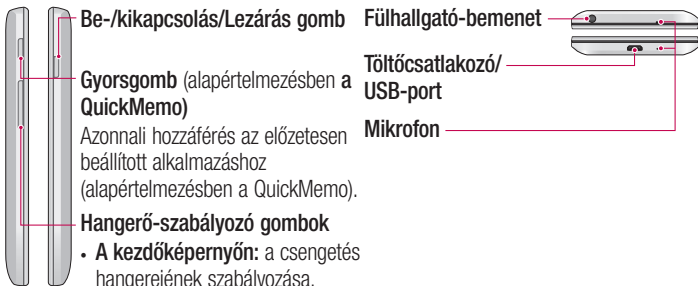 Be-/kikapcsolás/Lezárás gomb
Gyorsgomb (alapértelmezésben a
QuickMemo)
Azonnali hozzáférés az előzetesen
beállított alkalmazáshoz
(alapértelmezésben a QuickMemo).
Hangerő-szabályozó gombok
• A kezdőképernyőn: a csengetés
hangerejének szabályozása.
Fülhallgató-bemenet
Töltőcsatlakozó/
USB-port
Mikrofon